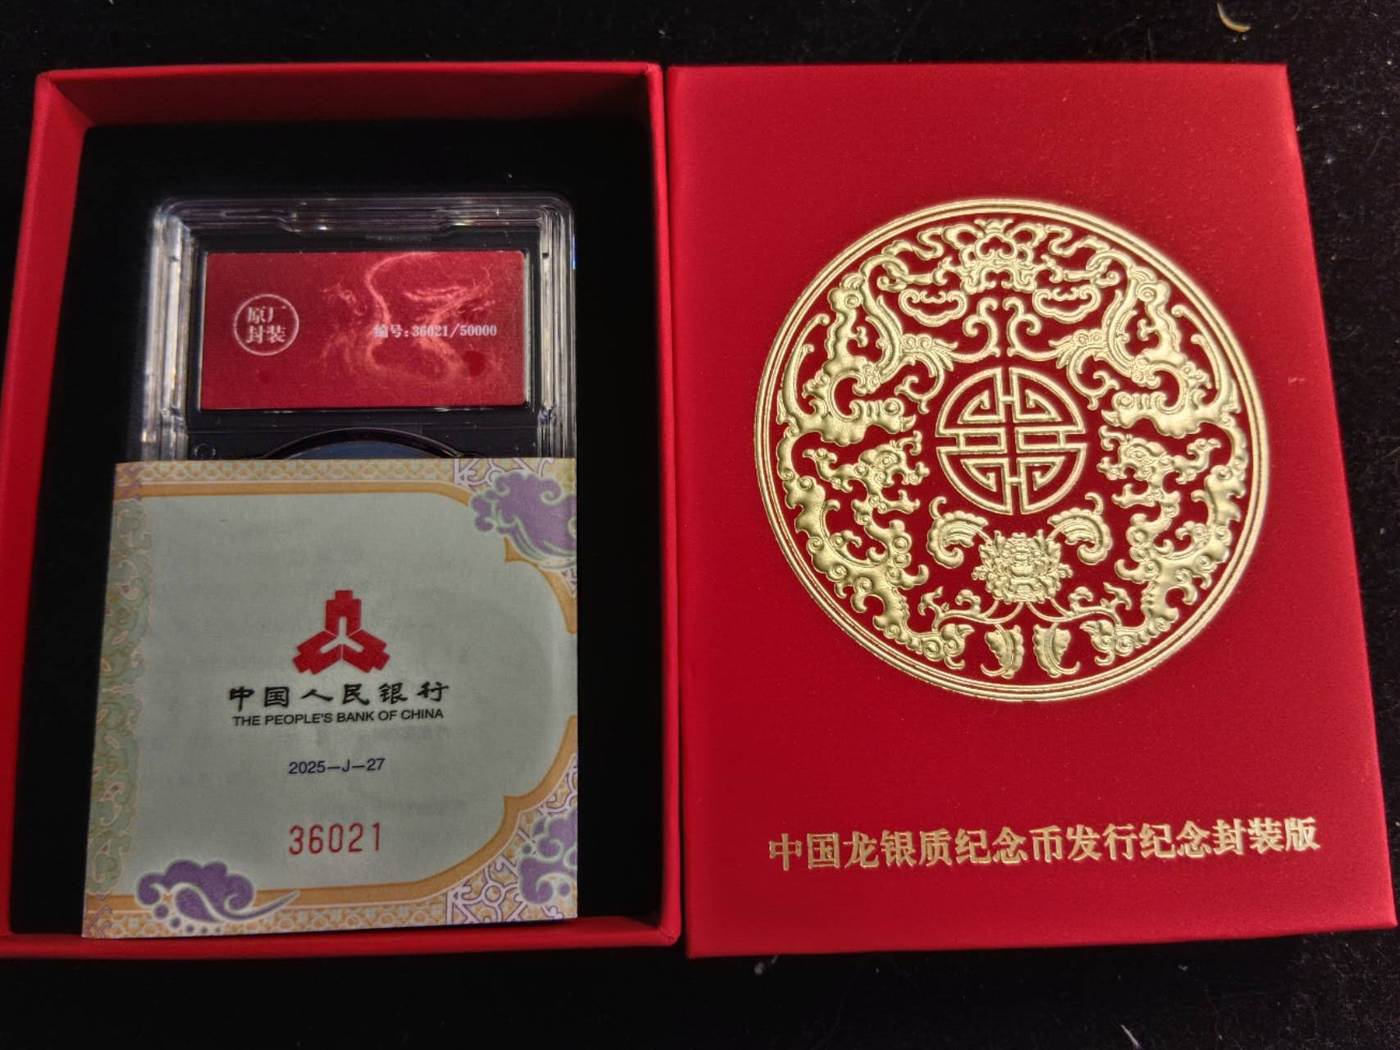 原厂
封装
编号:36021/50000
中国人民银行
THE PEOPLE'S BANK OF CHINA
2025—J—27
36021
中国龙银质纪念币发行纪念封装版